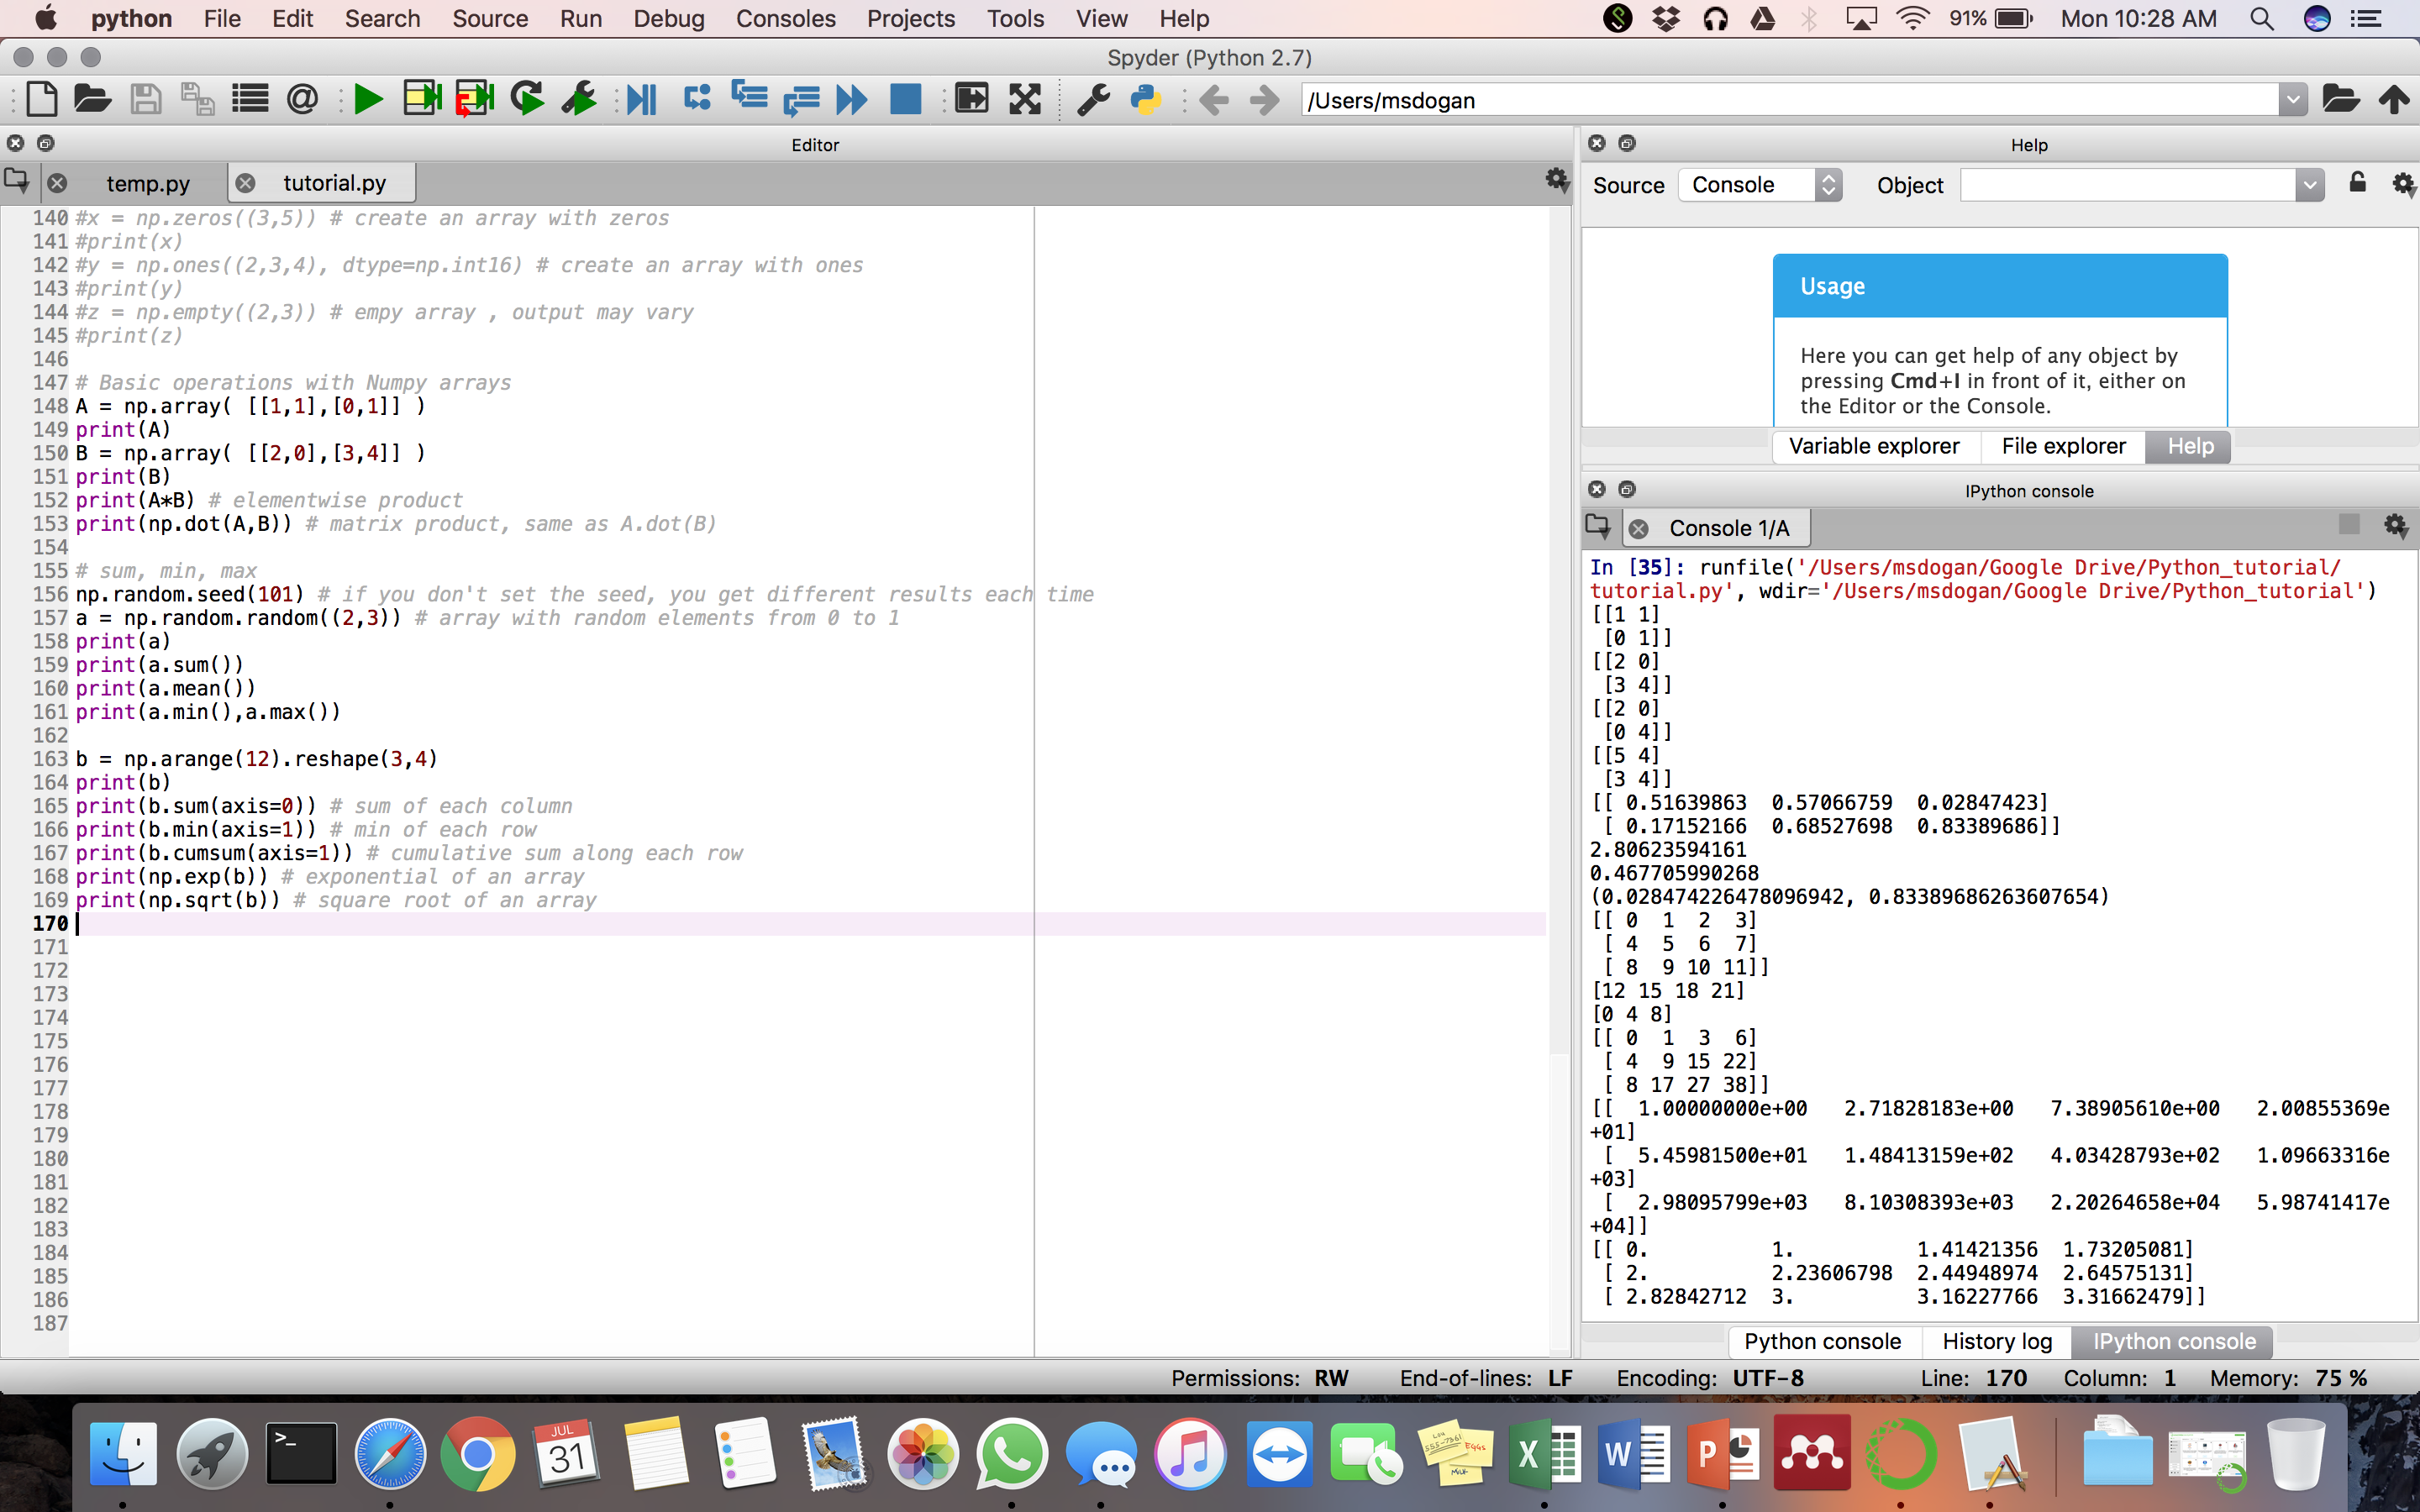 python File Edit Search Source Run Debug Consoles Projects Tools View Help 91% Mon 10:28 AM
Spyder (Python 2.7)
/Users/msdogan
Editor
temp.py tutorial.py
140 #x = np.zeros((3,5)) # create an array with zeros
141 #print(x)
142 #y = np.ones((2,3,4), dtype=np.int16) # create an array with ones
143 #print(y)
144 #z = np.empty((2,3)) # empy array , output may vary
145 #print(z)
146
147 # Basic operations with Numpy arrays
148 A = np.array( [[1,1],[0,1]] )
149 print(A)
150 B = np.array( [[2,0],[3,4]] )
151 print(B)
152 print(A*B) # elementwise product
153 print(np.dot(A,B)) # matrix product, same as A.dot(B)
154
155 # sum, min, max
156 np.random.seed(101) # if you don't set the seed, you get different results each time
157 a = np.random.random((2,3)) # array with random elements from 0 to 1
158 print(a)
159 print(a.sum())
160 print(a.mean())
161 print(a.min(),a.max())
162
163 b = np.arange(12).reshape(3,4)
164 print(b)
165 print(b.sum(axis=0)) # sum of each column
166 print(b.min(axis=1)) # min of each row
167 print(b.cumsum(axis=1)) # cumulative sum along each row
168 print(np.exp(b)) # exponential of an array
169 print(np.sqrt(b)) # square root of an array
170
171
172
173
174
175
176
177
178
179
180
181
182
183
184
185
186
187
Help
Source Console Object
Usage
Here you can get help of any object by
pressing Cmd+I in front of it, either on
the Editor or the Console.
Variable explorer File explorer Help
IPython console
Console 1/A
In [35]: runfile('/Users/msdogan/Google Drive/Python_tutorial/
tutorial.py', wdir='/Users/msdogan/Google Drive/Python_tutorial')
[[1 1]
 [0 1]]
[[2 0]
 [3 4]]
[[2 0]
 [0 4]]
[[5 4]
 [3 4]]
[[ 0.51639863  0.57066759  0.02847423]
 [ 0.17152166  0.68527698  0.83389686]]
2.80623594161
0.467705990268
(0.028474226478096942, 0.83389686263607654)
[[ 0  1  2  3]
 [ 4  5  6  7]
 [ 8  9 10 11]]
[12 15 18 21]
[0 4 8]
[[ 0  1  3  6]
 [ 4  9 15 22]
 [ 8 17 27 38]]
[[  1.00000000e+00   2.71828183e+00   7.38905610e+00   2.00855369e
+01]
 [  5.45981500e+01   1.48413159e+02   4.03428793e+02   1.09663316e
+03]
 [  2.98095799e+03   8.10308393e+03   2.20264658e+04   5.98741417e
+04]]
[[ 0.          1.          1.41421356  1.73205081]
 [ 2.          2.23606798  2.44948974  2.64575131]
 [ 2.82842712  3.          3.16227766  3.31662479]]
Python console History log IPython console
Permissions: RW End-of-lines: LF Encoding: UTF-8 Line: 170 Column: 1 Memory: 75 %
JUL
31